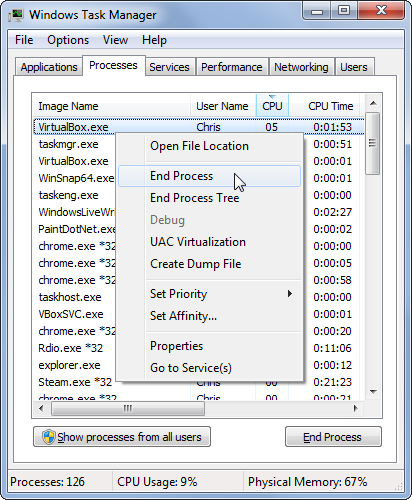 Windows Task Manager
File Options View Help
Applications Processes Services Performance Networking Users
Image Name User Name CPU CPU Time
VirtualBox.exe Chris 05 0:01:53
taskmgr.exe 0:00:51
VirtualBox.exe 0:00:01
WinSnap64.exe 0:00:01
taskeng.exe 0:00:00
WindowsLiveWri 0:02:27
PaintDotNet.exe 0:00:02
chrome.exe *32 0:00:00
chrome.exe *32 0:00:05
chrome.exe *32 0:00:58
taskhost.exe 0:00:00
VBoxSVC.exe 0:00:01
chrome.exe *32 0:00:20
Rdio.exe *32 0:11:06
explorer.exe 0:00:12
Steam.exe *32 Chris 00 0:21:23
chrome.exe *32 Chris 00 0:00:01
Open File Location
End Process
End Process Tree
Debug
UAC Virtualization
Create Dump File
Set Priority
Set Affinity...
Properties
Go to Service(s)
Show processes from all users End Process
Processes: 126 CPU Usage: 9% Physical Memory: 67%